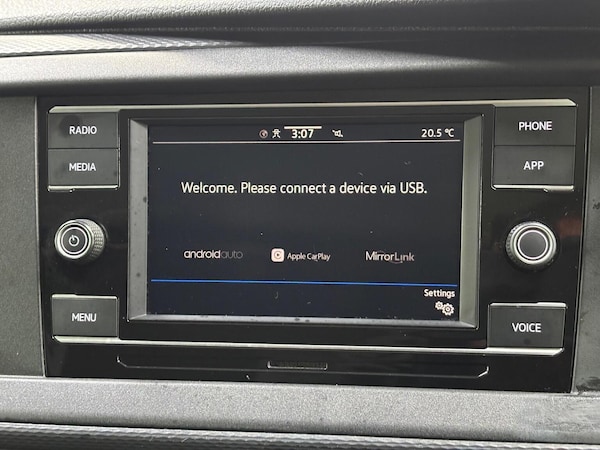 RADIO
MEDIA
MENU
3:07
20.5 °C
Welcome. Please connect a device via USB.
androidauto
Apple CarPlay
MirrorLink
Settings
PHONE
APP
VOICE